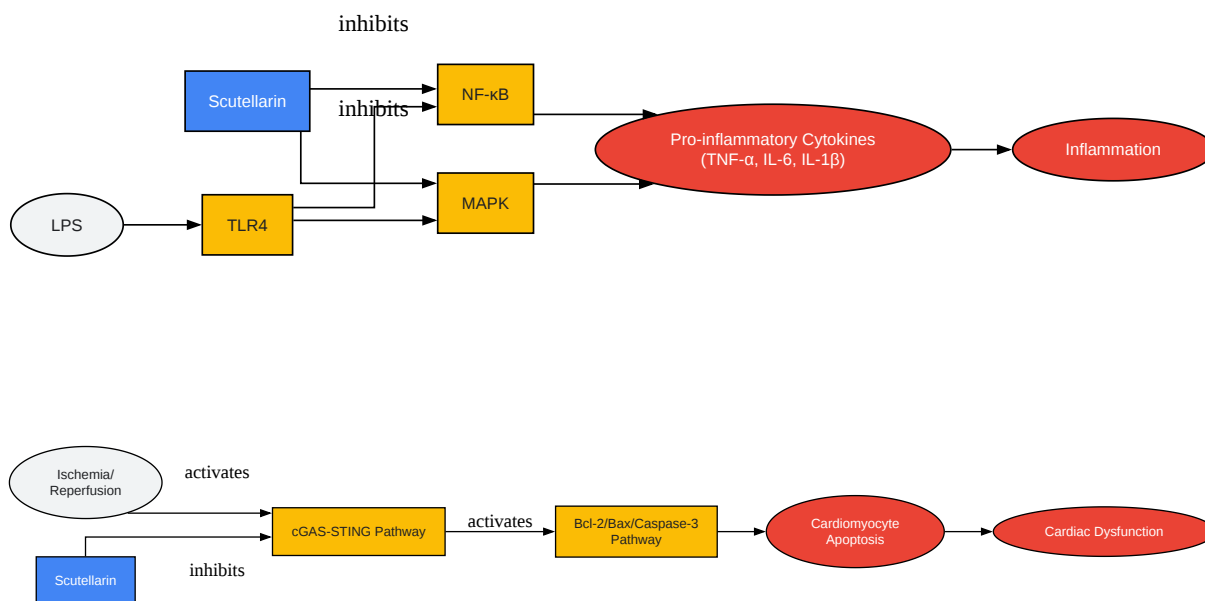 inhibits
Scutellarin
NF-κB
inhibits
Pro-inflammatory Cytokines
(TNF-α, IL-6, IL-1β)
Inflammation
MAPK
LPS
TLR4
Ischemia/
Reperfusion
activates
cGAS-STING Pathway
activates
Bcl-2/Bax/Caspase-3
Pathway
Cardiomyocyte
Apoptosis
Cardiac Dysfunction
inhibits
Scutellarin